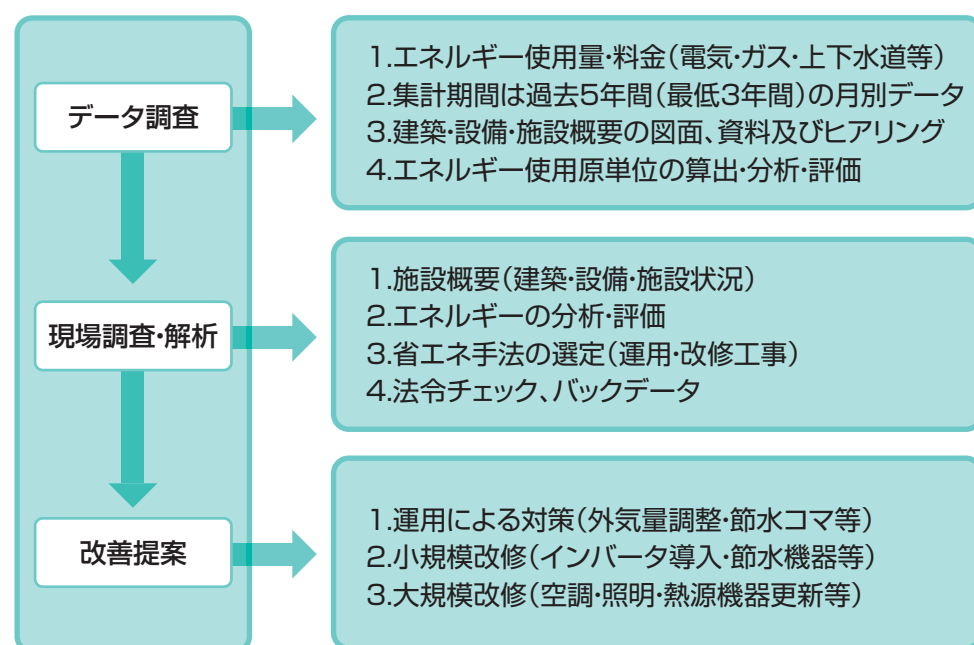 データ調査
1.エネルギー使用量・料金(電気・ガス・上下水道等)
2.集計期間は過去5年間(最低3年間)の月別データ
3.建築・設備・施設概要の図面、資料及びヒアリング
4.エネルギー使用原単位の算出・分析・評価
現場調査・解析
1.施設概要(建築・設備・施設状況)
2.エネルギーの分析・評価
3.省エネ手法の選定(運用・改修工事)
4.法令チェック、バックデータ
改善提案
1.運用による対策(外気量調整・節水コマ等)
2.小規模改修(インバータ導入・節水機器等)
3.大規模改修(空調・照明・熱源機器更新等)